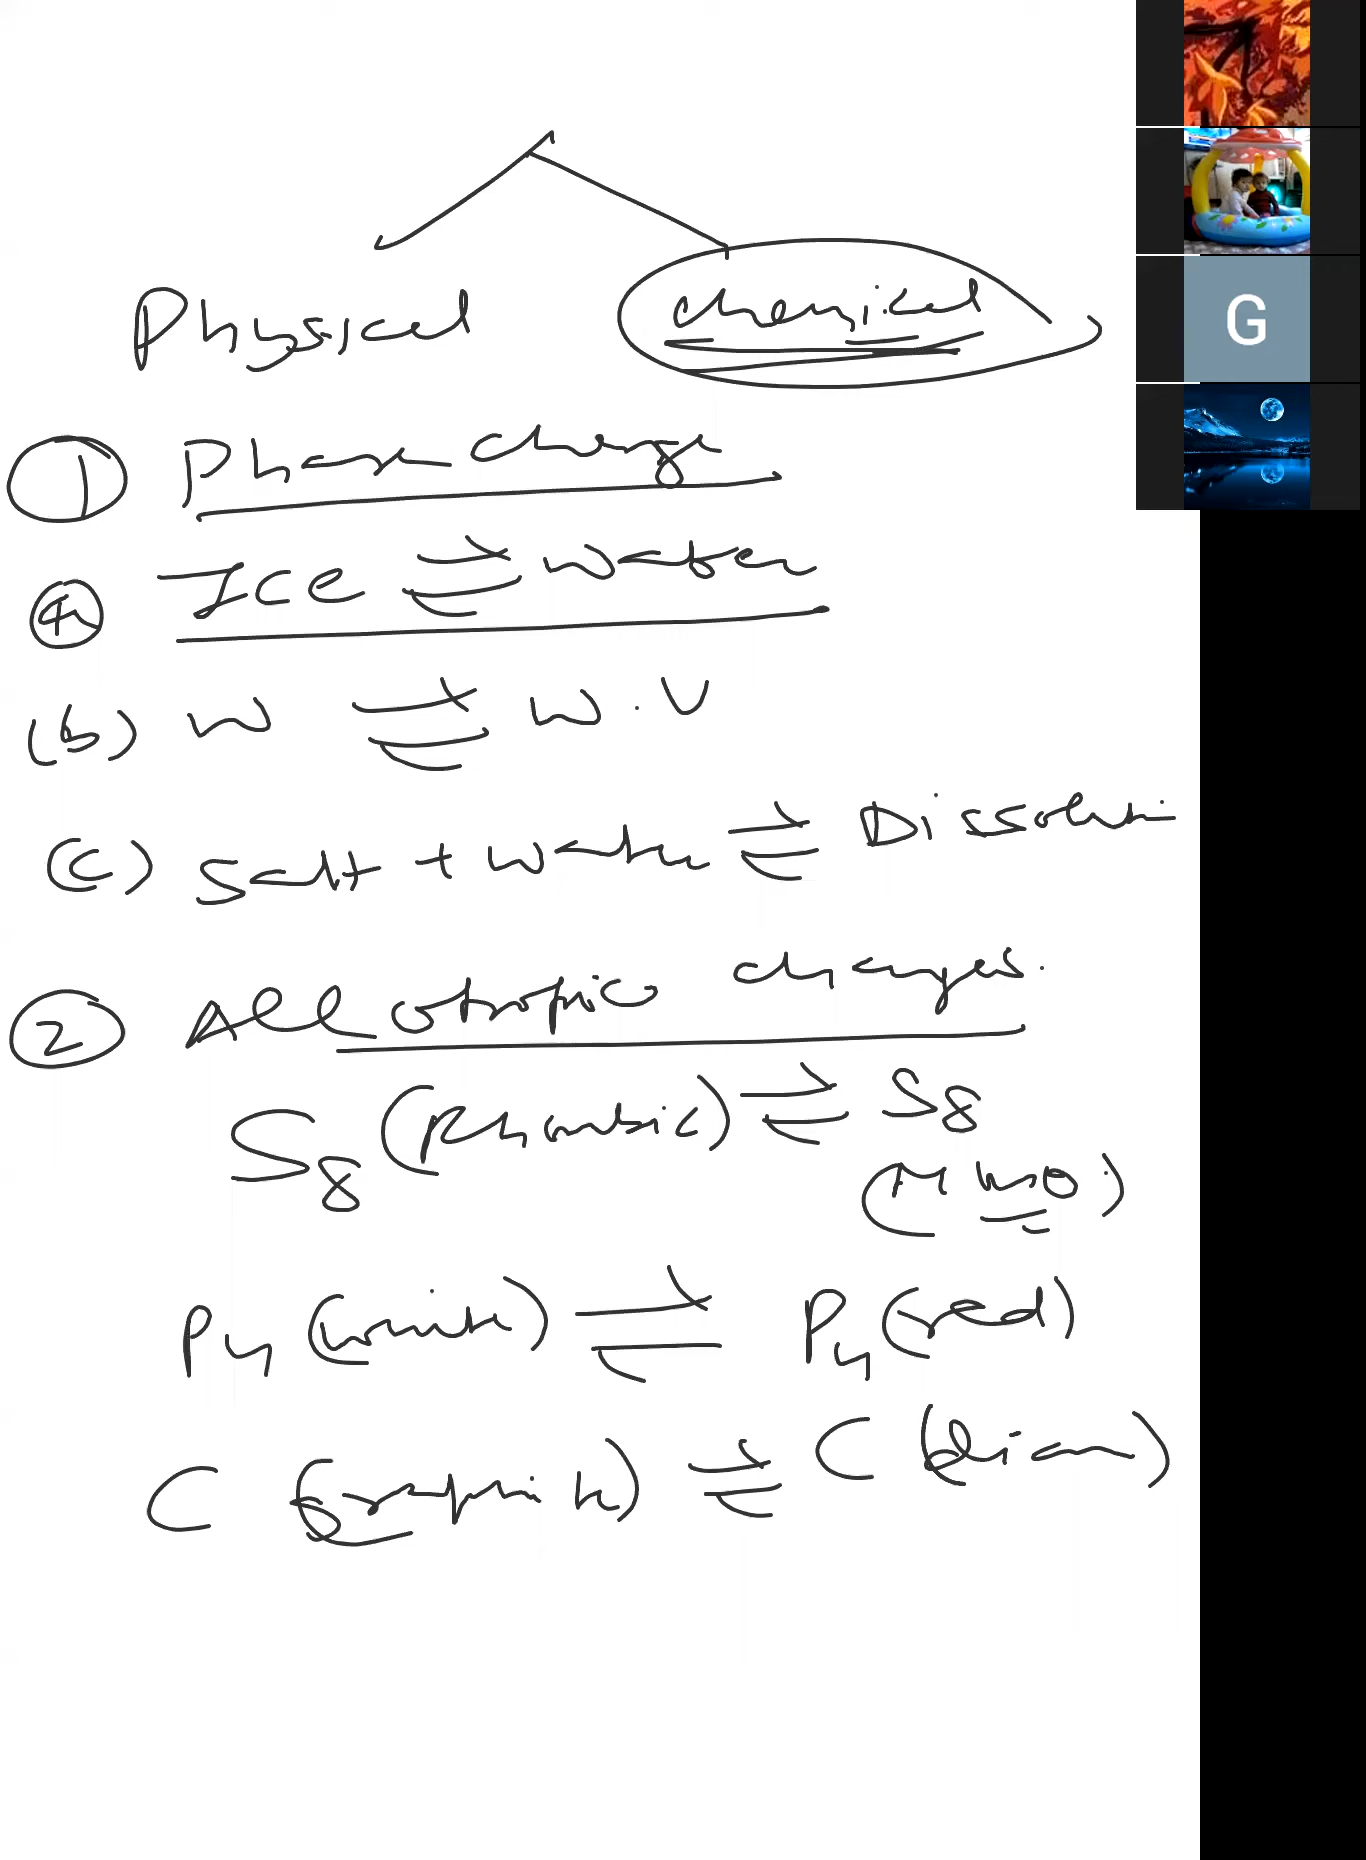 Physical chemical
G
① Phase change
ⓐ Ice ⇌ water
(b) W ⇌ W.V
(c) Salt + water ⇌ Dissoluti
② Allotropic changes.
S8 (Rhombic) ⇌ S8
(Mono.)
P4 (white) ⇌ P4 (red)
C (graphite) ⇌ C (diam)